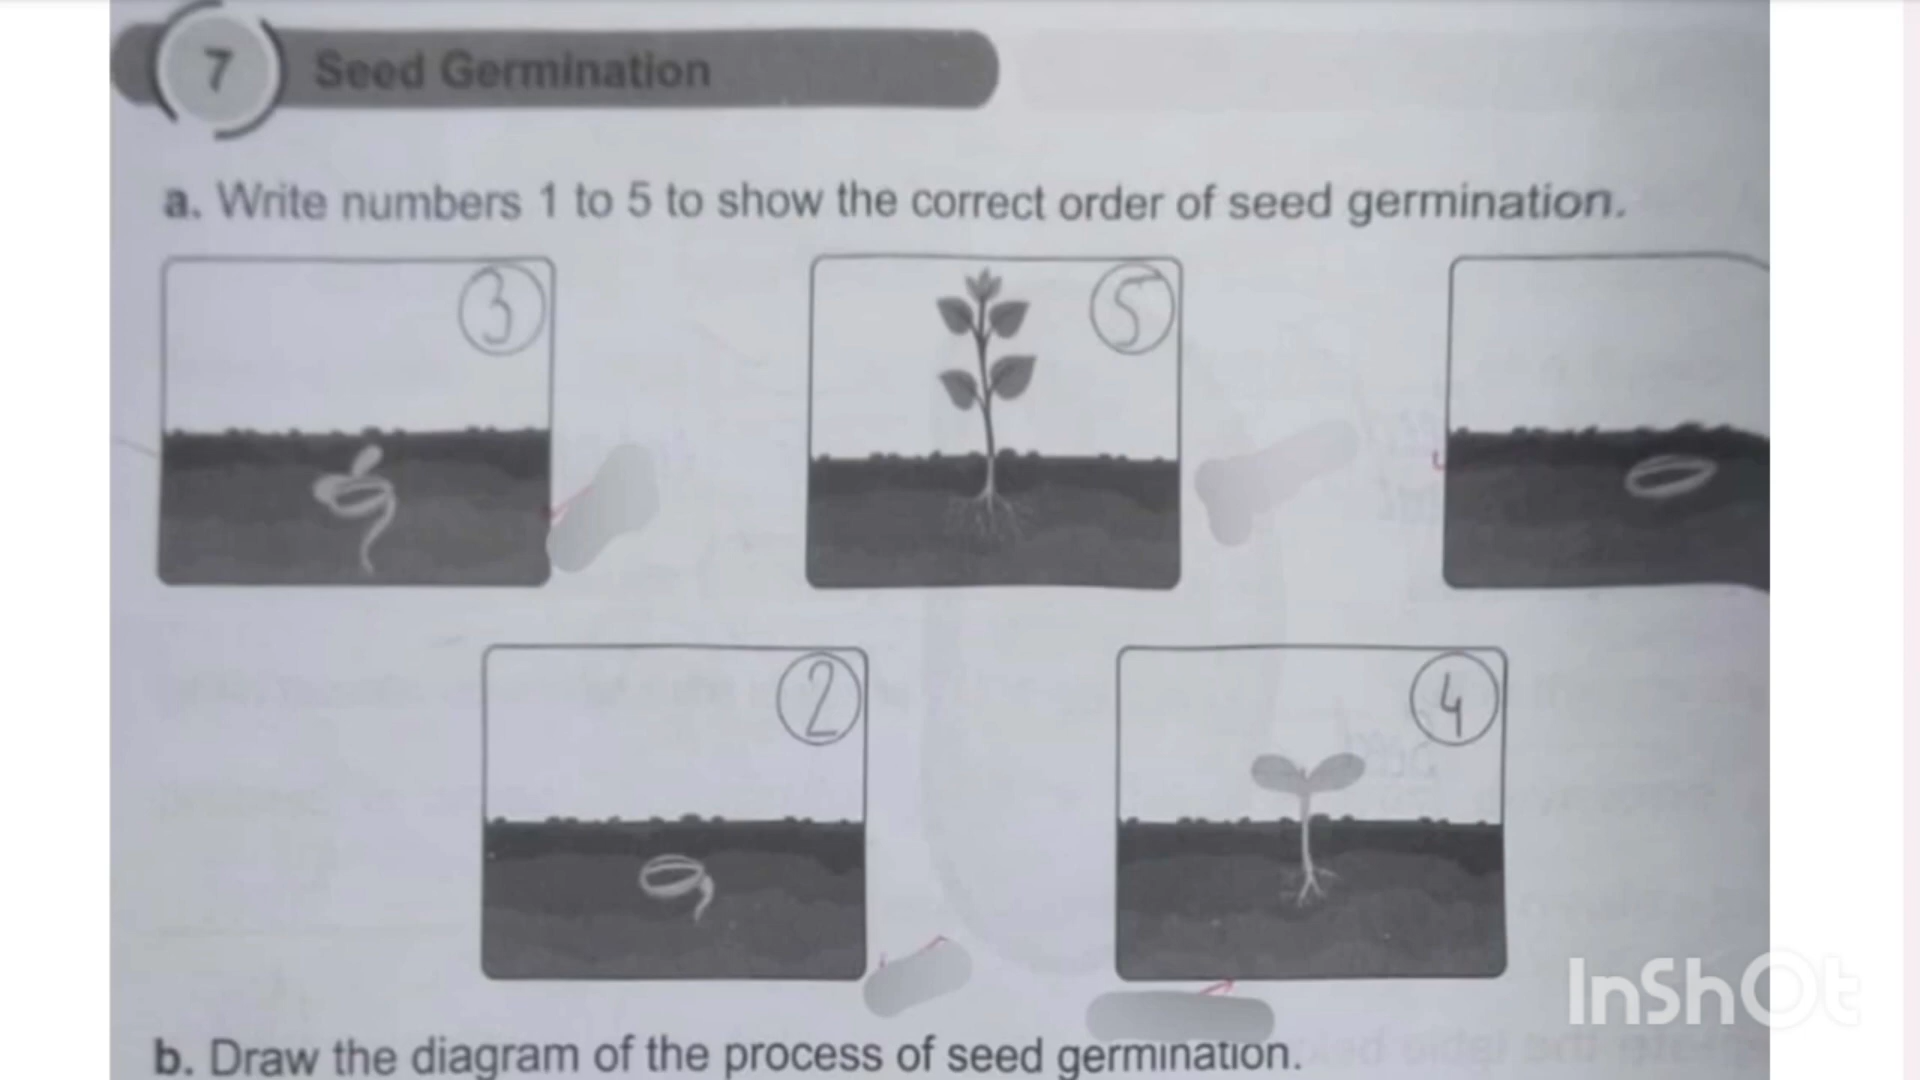 7 Seed Germination
a. Write numbers 1 to 5 to show the correct order of seed germination.
3
5
2
4
b. Draw the diagram of the process of seed germination.
InShOt